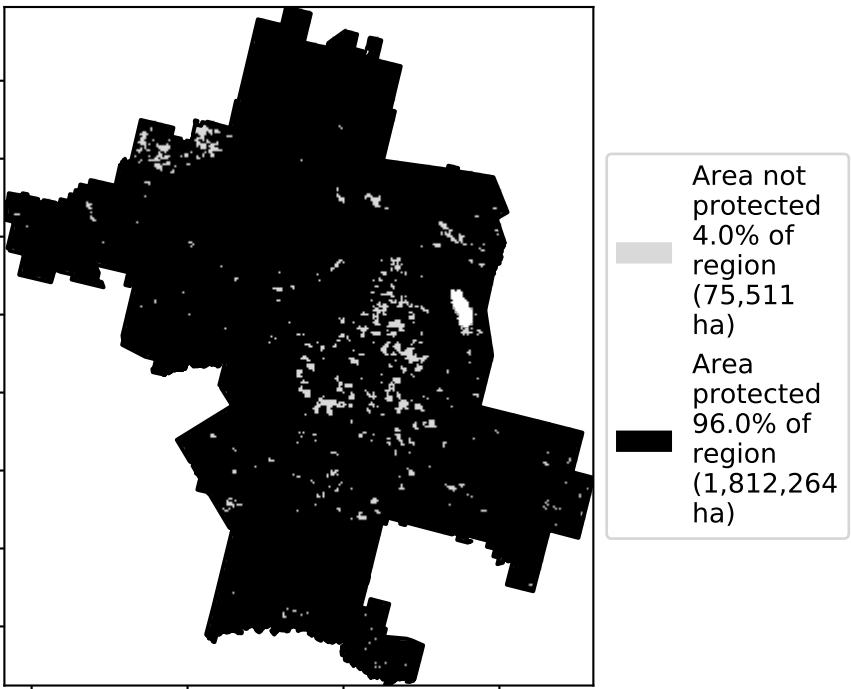 Area not
protected
4.0% of
region
(75,511
ha)
Area
protected
96.0% of
region
(1,812,264
ha)